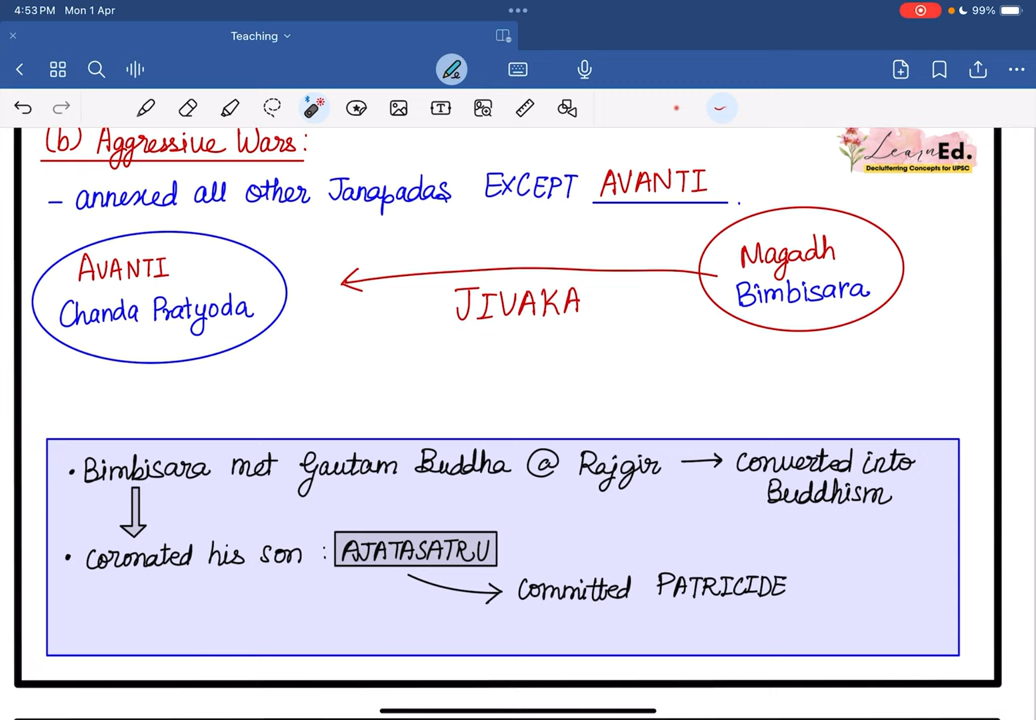 4:53 PM Mon 1 Apr
99%
Teaching
(b) Aggressive Wars:
LearnEd.
Decluttering Concepts for UPSC
- annexed all other Janapadas EXCEPT AVANTI.
AVANTI
Chanda Pratyoda
JIVAKA
Magadh
Bimbisara
• Bimbisara met Gautam Buddha @ Rajgir → Converted into
Buddhism
• Coronated his son : AJATASATRU
Committed PATRICIDE